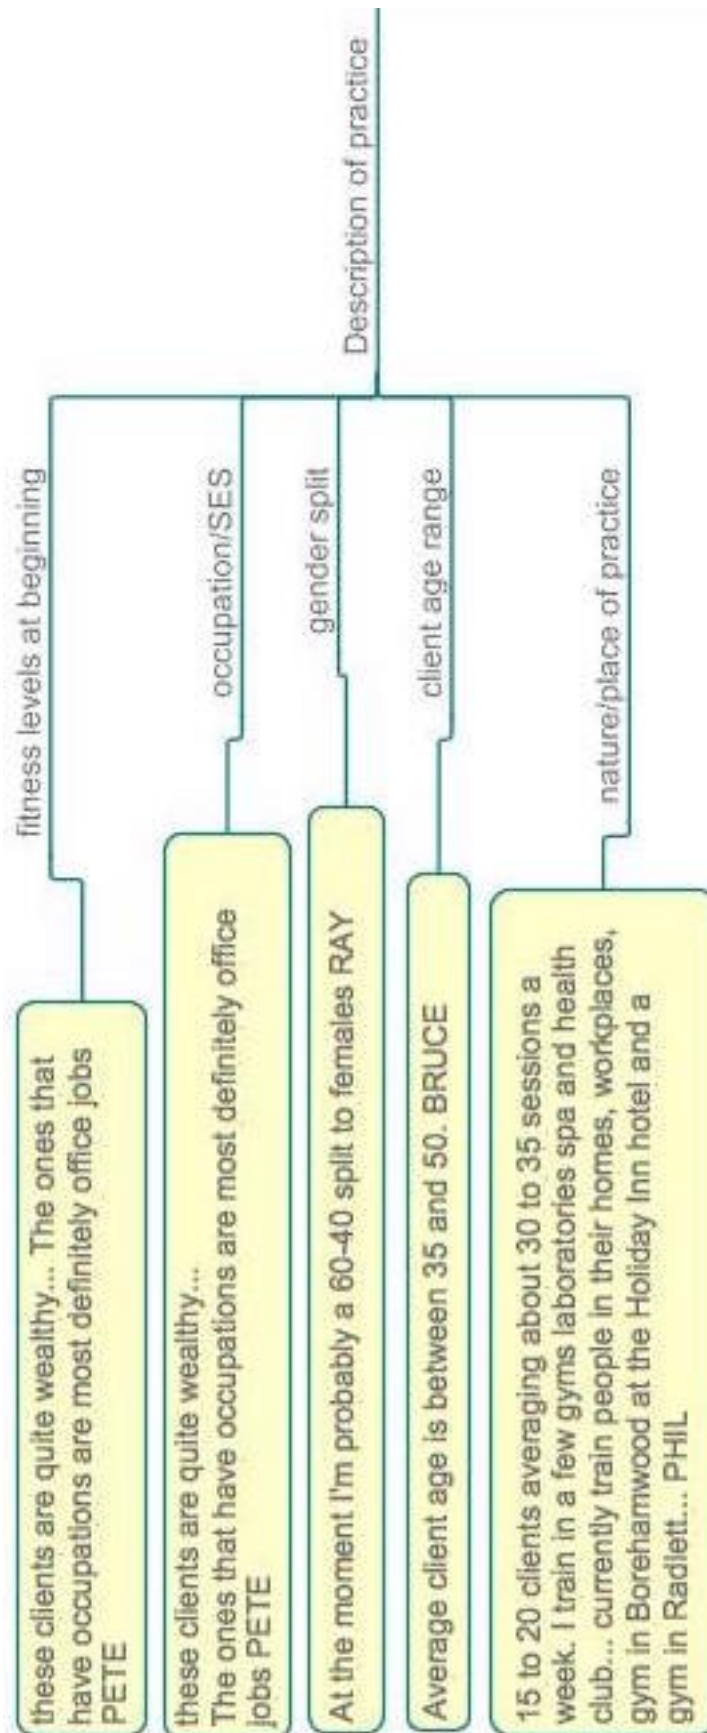 Description of practice
fitness levels at beginning
these clients are quite wealthy... The ones that
have occupations are most definitely office jobs
PETE
occupation/SES
these clients are quite wealthy...
The ones that have occupations are most definitely office
jobs PETE
gender split
At the moment I'm probably a 60-40 split to females RAY
client age range
Average client age is between 35 and 50. BRUCE
nature/place of practice
15 to 20 clients averaging about 30 to 35 sessions a
week. I train in a few gyms laboratories spa and health
club... currently train people in their homes, workplaces,
gym in Borehamwood at the Holiday Inn hotel and a
gym in Radlett... PHIL